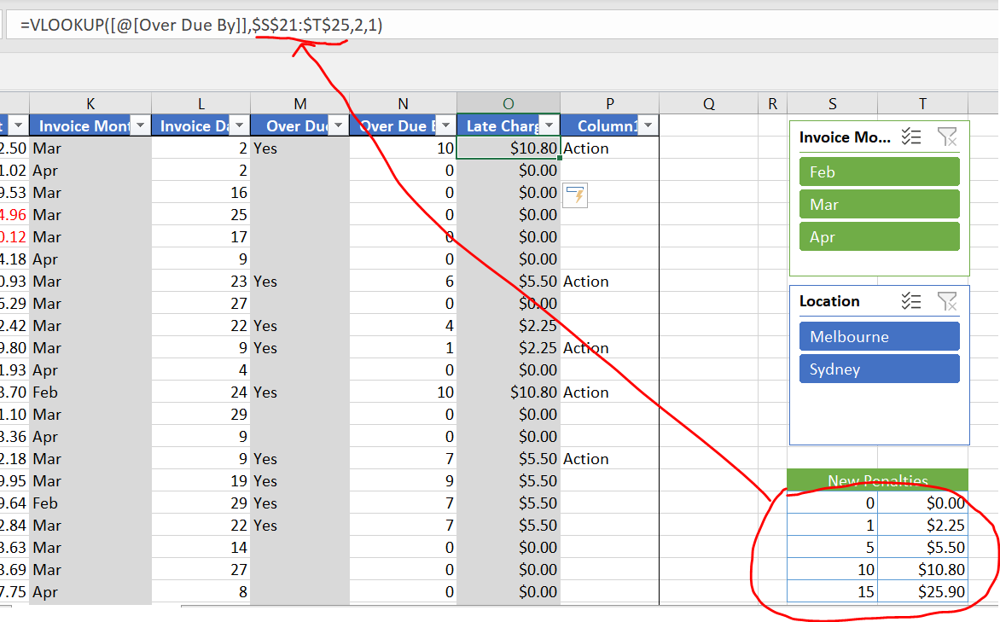 =VLOOKUP([@[Over Due By]],$S$21:$T$25,2,1)
K L M N O P Q R S T
t Invoice Mont Invoice Da Over Due Over Due B Late Charg Column1
2.50 Mar 2 Yes 10 $10.80 Action
1.02 Apr 2 0 $0.00
9.53 Mar 16 0 $0.00
4.96 Mar 25 0 $0.00
0.12 Mar 17 0 $0.00
4.18 Apr 9 0 $0.00
0.93 Mar 23 Yes 6 $5.50 Action
5.29 Mar 27 0 $0.00
2.42 Mar 22 Yes 4 $2.25
9.80 Mar 9 Yes 1 $2.25 Action
1.93 Apr 4 0 $0.00
3.70 Feb 24 Yes 10 $10.80 Action
1.10 Mar 29 0 $0.00
3.36 Apr 9 0 $0.00
2.18 Mar 9 Yes 7 $5.50 Action
9.95 Mar 19 Yes 9 $5.50
9.64 Feb 29 Yes 7 $5.50
2.84 Mar 22 Yes 7 $5.50
3.63 Mar 14 0 $0.00
3.69 Mar 27 0 $0.00
7.75 Apr 8 0 $0.00
Invoice Mo...
Feb
Mar
Apr
Location
Melbourne
Sydney
New Penalties
0 $0.00
1 $2.25
5 $5.50
10 $10.80
15 $25.90